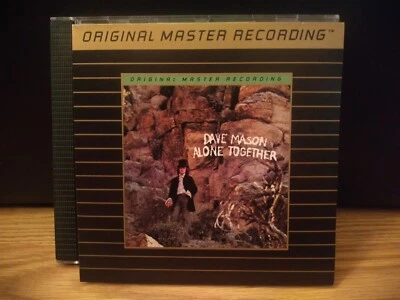 ORIGINAL MASTER RECORDING™
ORIGINAL MASTER RECORDING
DAVE MASON
ALONE TOGETHER